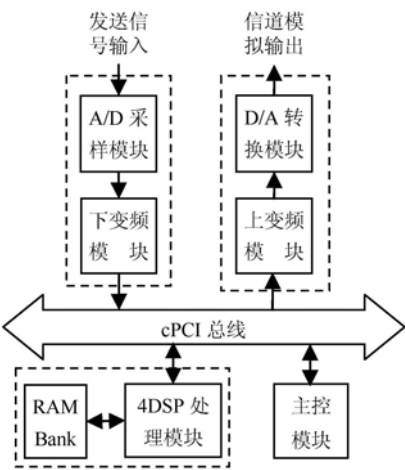 发送信
号输入
信道模
拟输出
A/D 采
样模块
D/A 转
换模块
下变频
模 块
上变频
模 块
cPCI 总线
RAM
Bank
4DSP 处
理模块
主控
模块